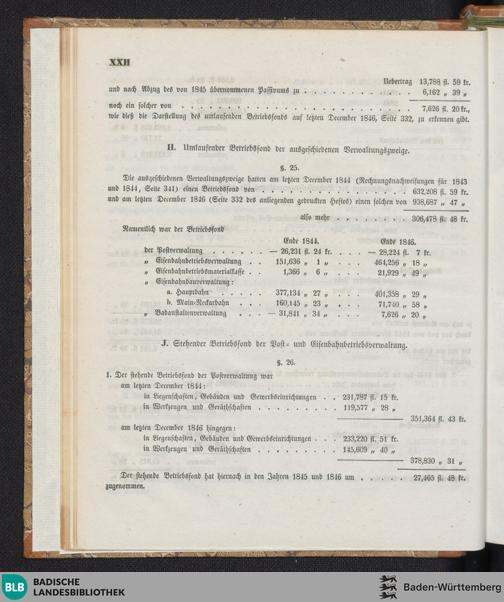 XXII
Uebertrag 13,788 fl. 59 kr.
und nach Abzug des von 1845 übernommenen Passivums zu . . . . . . . . . . 6,162 „ 39 „
noch ein solcher von . . . . . . . . . . . . . . . . . . . . . . 7,626 fl. 20 kr.,
wie dieß die Darstellung des umlaufenden Betriebsfonds auf letzten December 1846, Seite 332, zu erkennen gibt.
H. Umlaufender Betriebsfond der ausgeschiedenen Verwaltungszweige.
§. 25.
Die ausgeschiedenen Verwaltungszweige hatten am letzten December 1844 (Rechnungsnachweisungen für 1843
und 1844, Seite 341) einen Betriebsfond von . . . . . . . . . . . . . . 632,208 fl. 59 kr.
und am letzten December 1846 (Seite 332 des anliegenden gedruckten Heftes) einen solchen von 938,687 „ 47 „
also mehr . . . . . . . . 306,478 fl. 48 kr.
Namentlich war der Betriebsfond
Ende 1844. Ende 1846.
der Postverwaltung . . . . . . — 26,231 fl. 24 kr. . . . — 28,224 fl. 7 kr.
„ Eisenbahnbetriebsverwaltung . . 151,636 „ 1 „ . . . 464,256 „ 18 „
„ Eisenbahnbetriebsmaterialkasse . . 1,366 „ 6 „ . . . 21,929 „ 49 „
„ Eisenbahnbauverwaltung:
a. Hauptbahn . . . . . 377,134 „ 27 „ . . . 401,358 „ 29 „
b. Main-Neckarbahn . . . . 160,145 „ 23 „ . . . 71,740 „ 58 „
„ Badanstaltenverwaltung . . . — 31,841 „ 34 „ . . . 7,626 „ 20 „
J. Stehender Betriebsfond der Post- und Eisenbahnbetriebsverwaltung.
§. 26.
1. Der stehende Betriebsfond der Postverwaltung war
am letzten December 1844:
in Liegenschaften, Gebäuden und Gewerbseinrichtungen . . 231,787 fl. 15 kr.
in Werkzeugen und Geräthschaften . . . . . . . . . 119,577 „ 28 „
351,364 fl. 43 kr.
am letzten December 1846 hingegen:
in Liegenschaften, Gebäuden und Gewerbseinrichtungen . . . 233,220 fl. 51 kr.
in Werkzeugen und Geräthschaften . . . . . . . . . 145,609 „ 40 „
378,830 „ 31 „
Der stehende Betriebsfond hat hiernach in den Jahren 1845 und 1846 um . . . . . 27,465 fl. 48 kr.
zugenommen.
BLB
BADISCHE
LANDESBIBLIOTHEK
Baden-Württemberg